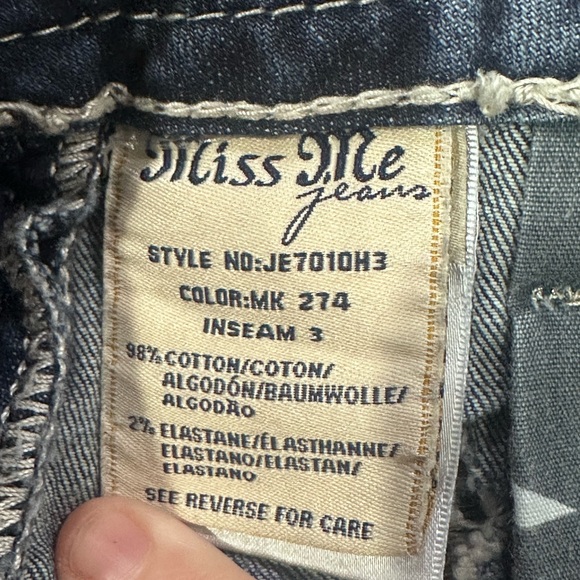 Miss Me
jeans
STYLE NO:JE7010H3
COLOR:MK 274
INSEAM 3
98% COTTON/COTON/
ALGODÓN/BAUMWOLLE/
ALGODÃO
2% ELASTANE/ÉLASTHANNE/
ELASTANO/ELASTAN/
ELASTANO
SEE REVERSE FOR CARE